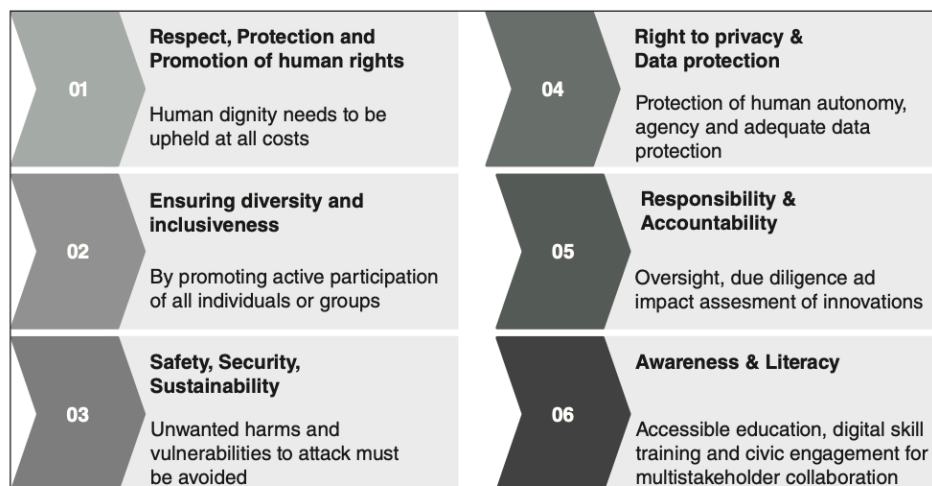 01
Respect, Protection and
Promotion of human rights
Human dignity needs to be
upheld at all costs
02
Ensuring diversity and
inclusiveness
By promoting active participation
of all individuals or groups
03
Safety, Security,
Sustainability
Unwanted harms and
vulnerabilities to attack must
be avoided
04
Right to privacy &
Data protection
Protection of human autonomy,
agency and adequate data
protection
05
Responsibility &
Accountability
Oversight, due diligence ad
impact assesment of innovations
06
Awareness & Literacy
Accessible education, digital skill
training and civic engagement for
multistakeholder collaboration